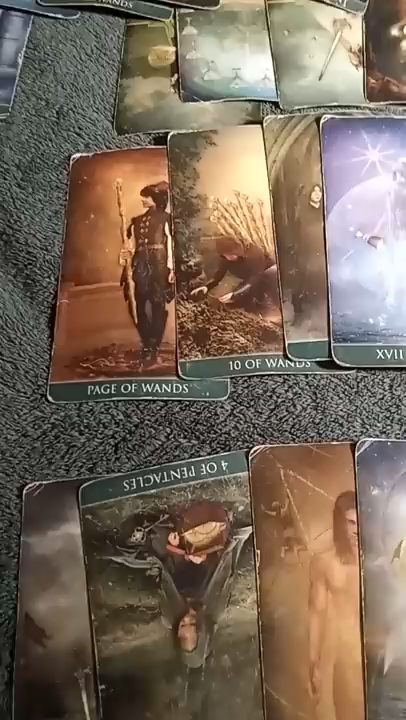 WANDS
PAGE OF WANDS
10 OF WANDS
XVII
4 OF PENTACLES